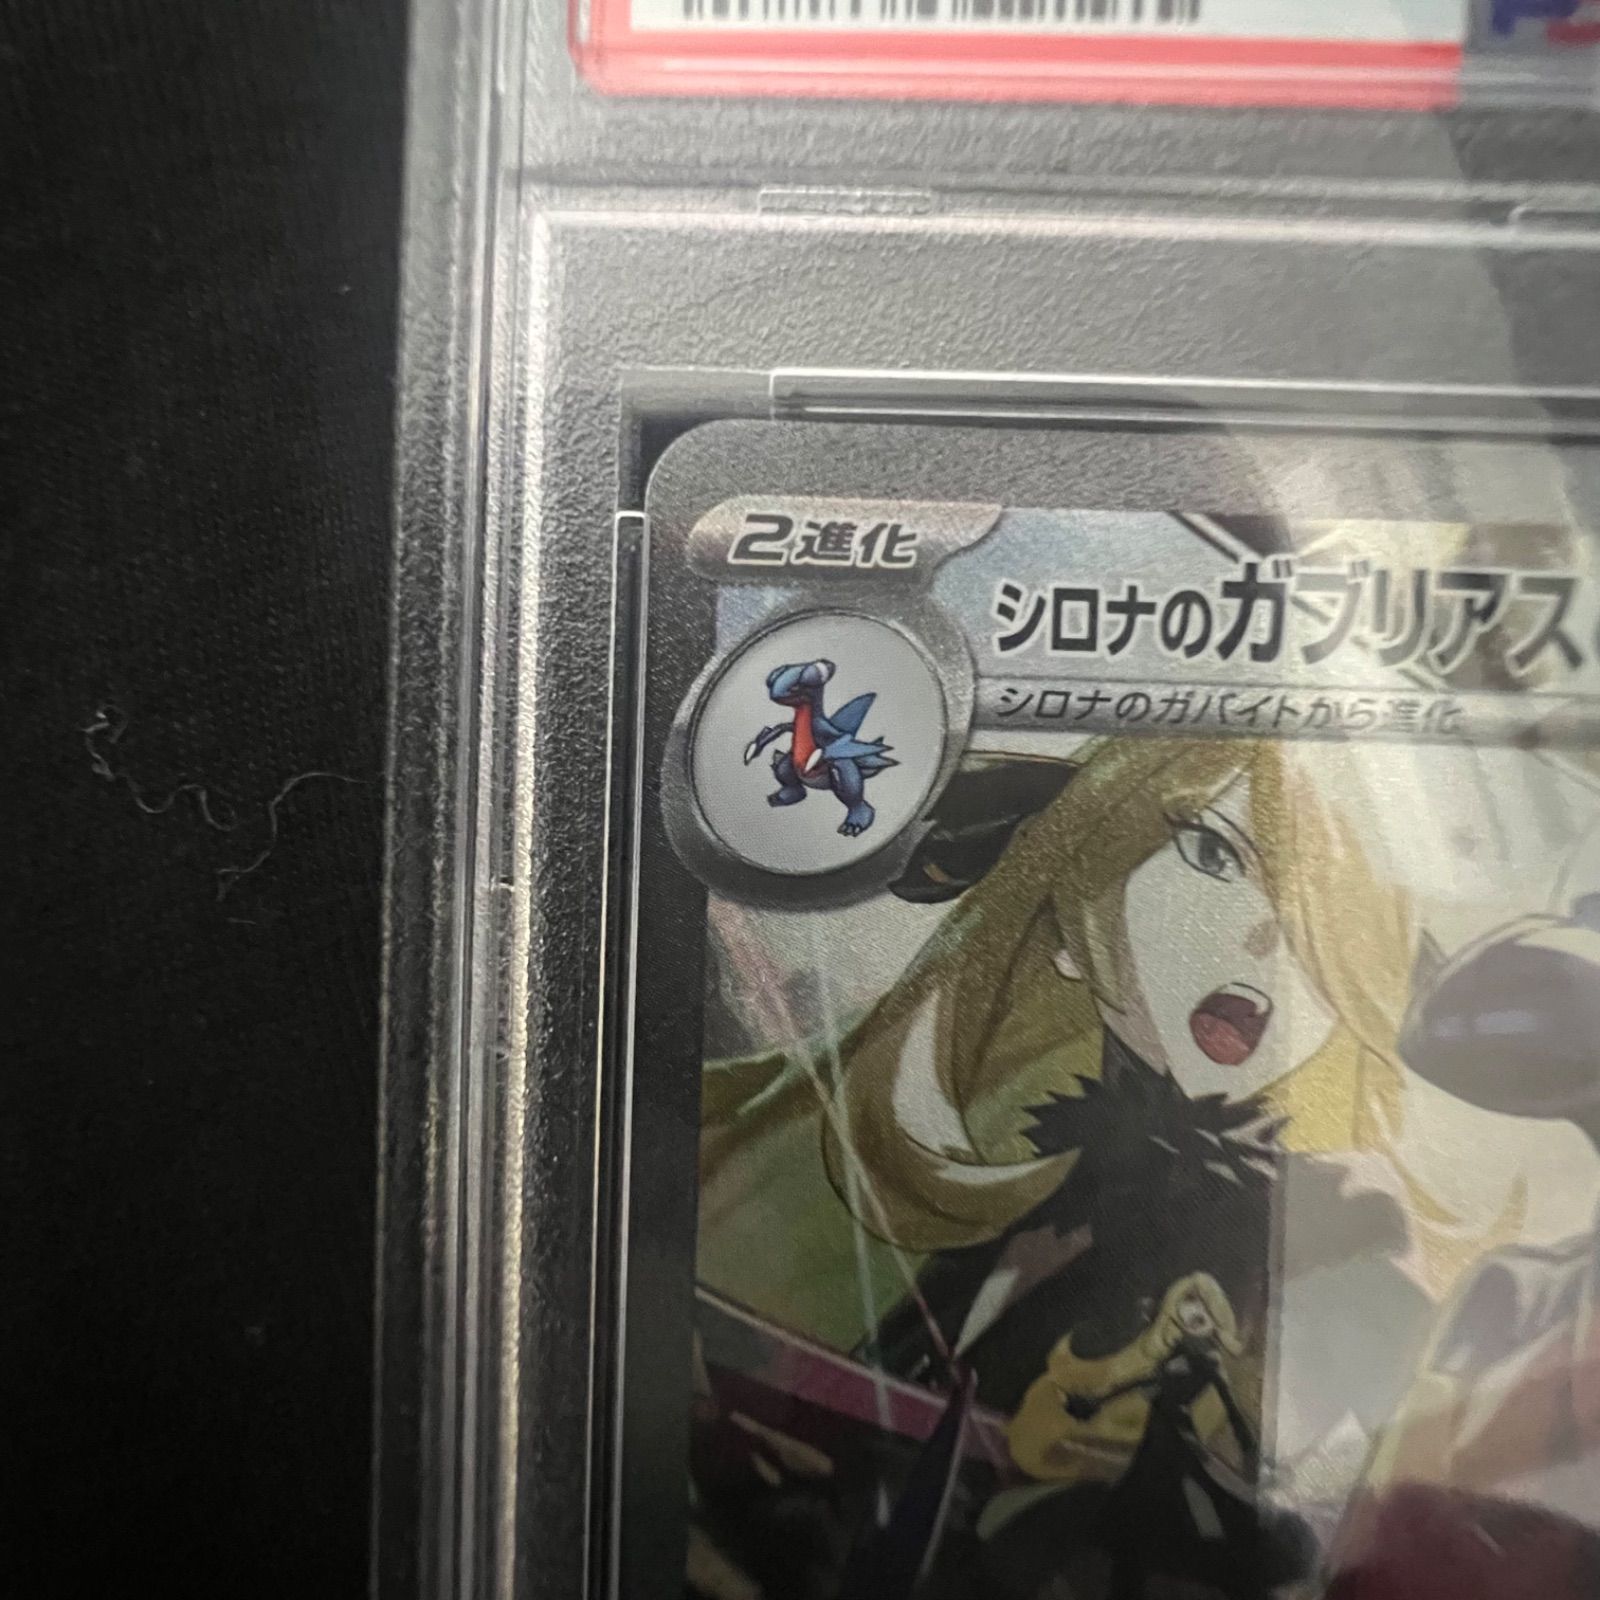 2進化
シロナのガブリアス
シロナのガバイトから進化